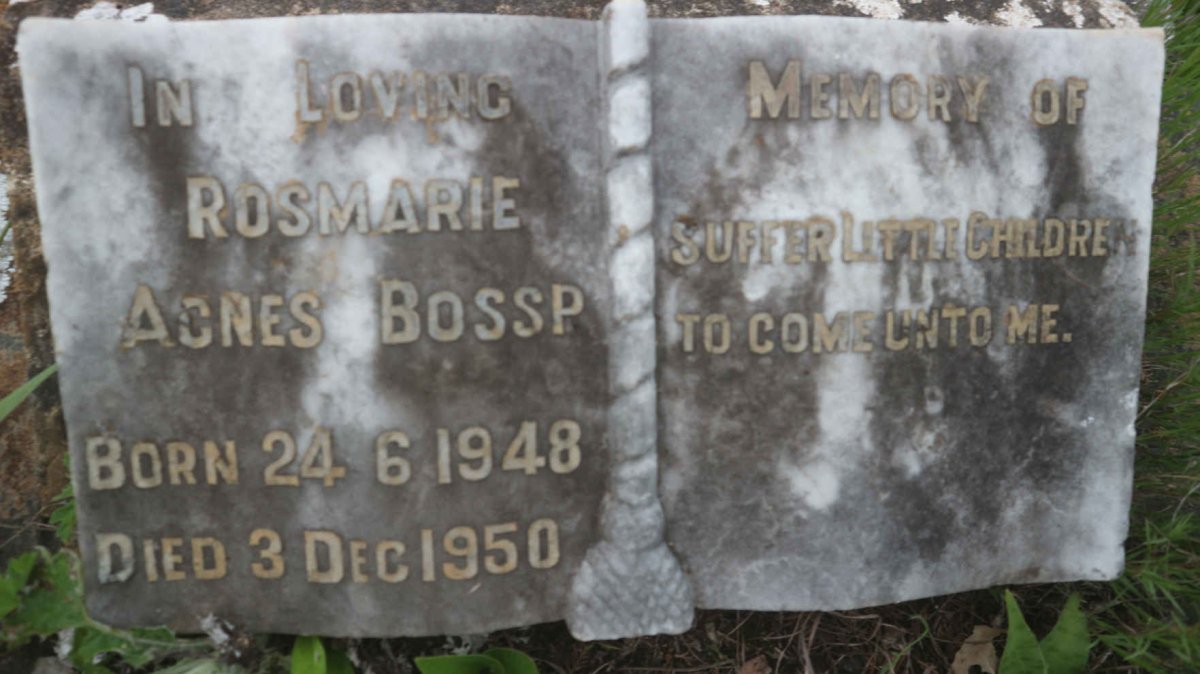 In Loving
Rosmarie
Agnes Bossp
Born 24 6 1948
Died 3 Dec 1950
Memory of
Suffer Little Children
to come unto me.